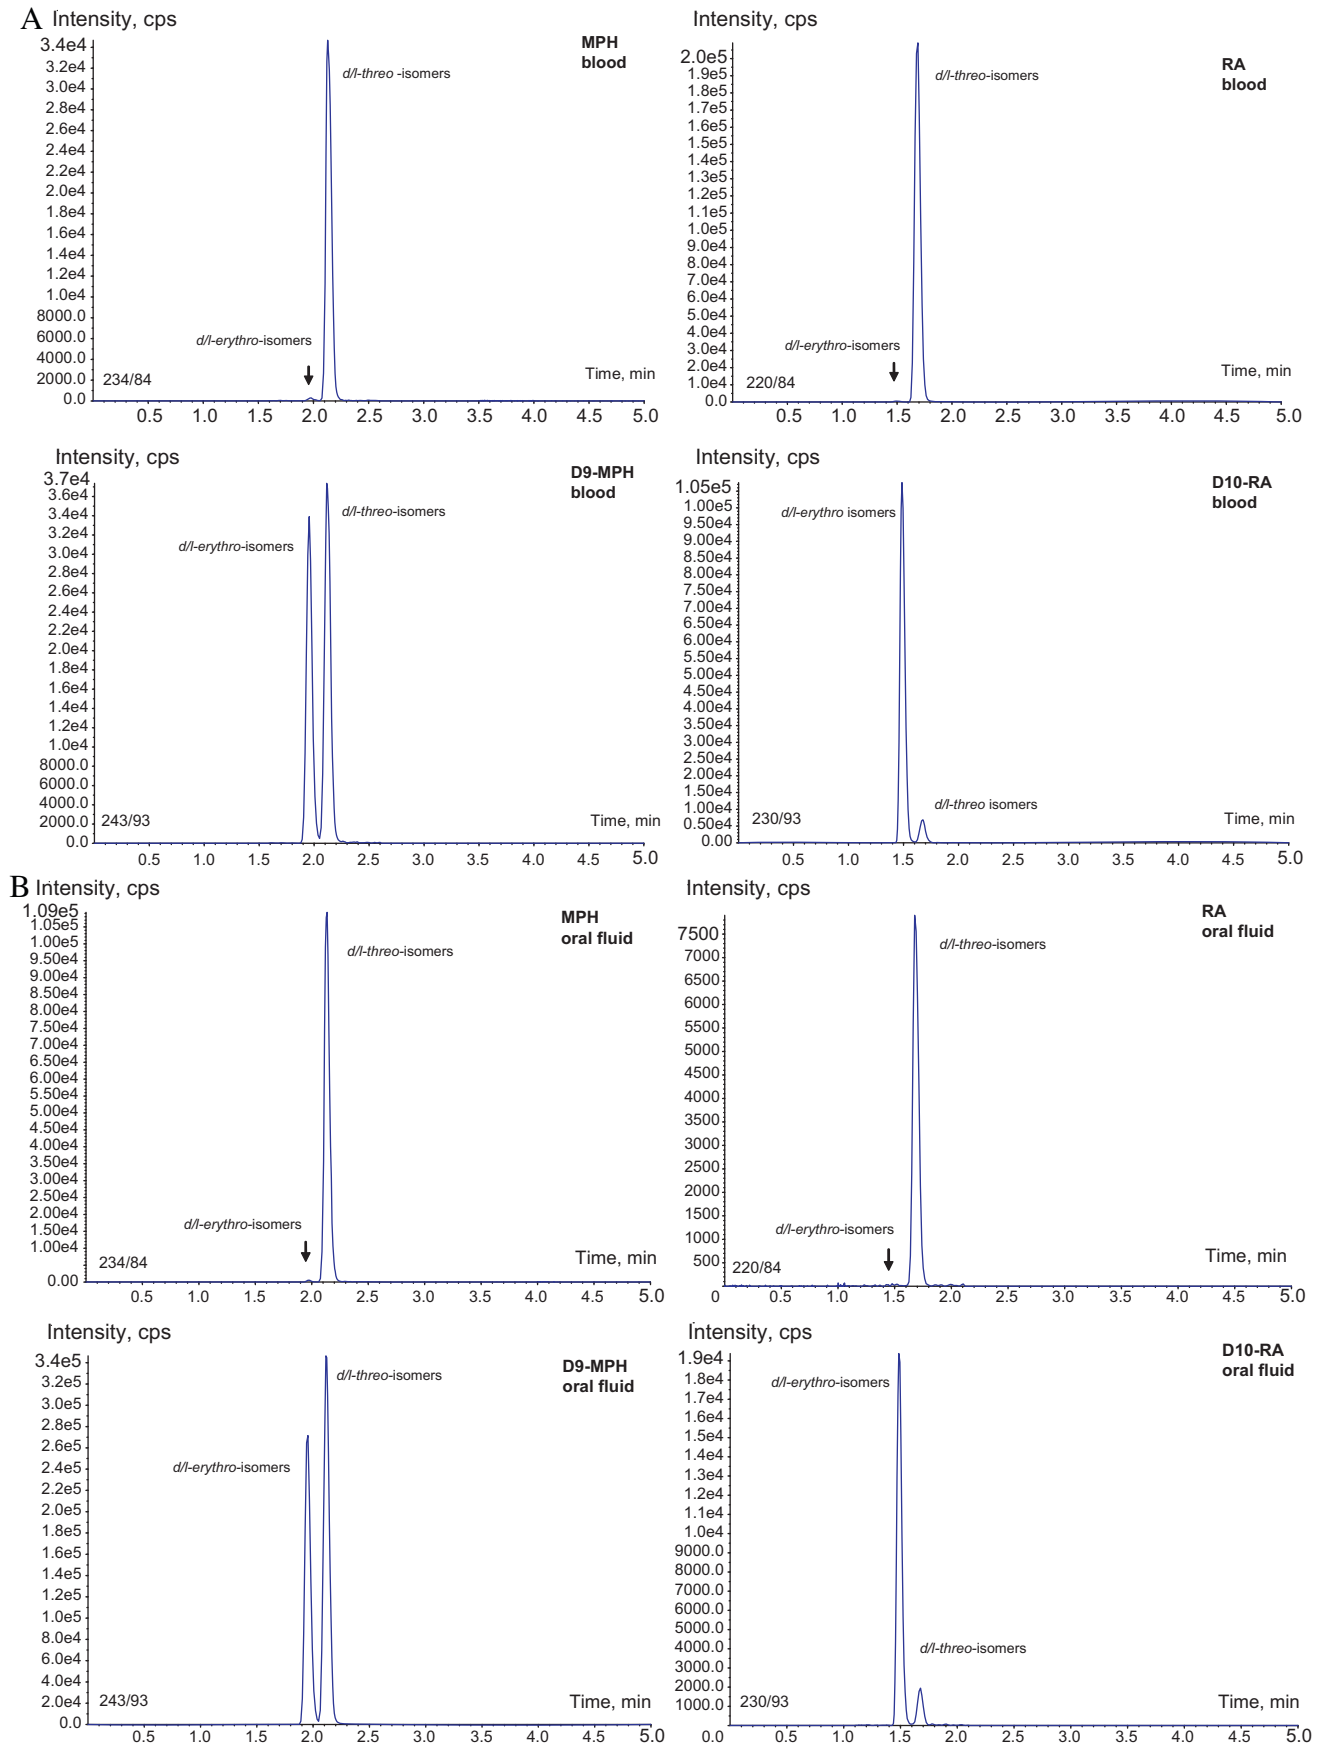 A Intensity, cps
MPH
blood
d/l-threo -isomers
3.4e4
3.2e4
3.0e4
2.8e4
2.6e4
2.4e4
2.2e4
2.0e4
1.8e4
1.6e4
1.4e4
1.2e4
1.0e4
8000.0
6000.0
4000.0
2000.0
0.0
d/l-erythro-isomers
234/84
Time, min
0.5 1.0 1.5 2.0 2.5 3.0 3.5 4.0 4.5 5.0
Intensity, cps
RA
blood
d/l-threo-isomers
2.0e5
1.9e5
1.8e5
1.7e5
1.6e5
1.5e5
1.4e5
1.3e5
1.2e5
1.1e5
1.0e5
9.0e4
8.0e4
7.0e4
6.0e4
5.0e4
4.0e4
3.0e4
2.0e4
1.0e4
0.0
d/l-erythro-isomers
220/84
Time, min
0.5 1.0 1.5 2.0 2.5 3.0 3.5 4.0 4.5 5.0
Intensity, cps
D9-MPH
blood
d/l-threo-isomers
d/l-erythro-isomers
3.7e4
3.6e4
3.4e4
3.2e4
3.0e4
2.8e4
2.6e4
2.4e4
2.2e4
2.0e4
1.8e4
1.6e4
1.4e4
1.2e4
1.0e4
8000.0
6000.0
4000.0
2000.0
0.0
243/93
Time, min
0.5 1.0 1.5 2.0 2.5 3.0 3.5 4.0 4.5 5.0
Intensity, cps
D10-RA
blood
d/l-erythro isomers
1.05e5
1.00e5
9.50e4
9.00e4
8.50e4
8.00e4
7.50e4
7.00e4
6.50e4
6.00e4
5.50e4
5.00e4
4.50e4
4.00e4
3.50e4
3.00e4
2.50e4
2.00e4
1.50e4
1.00e4
0.50e4
0.00
d/l-threo isomers
230/93
Time, min
0.5 1.0 1.5 2.0 2.5 3.0 3.5 4.0 4.5 5.0
B Intensity, cps
MPH
oral fluid
d/l-threo-isomers
1.09e5
1.05e5
1.00e5
9.50e4
9.00e4
8.50e4
8.00e4
7.50e4
7.00e4
6.50e4
6.00e4
5.50e4
5.00e4
4.50e4
4.00e4
3.50e4
3.00e4
2.50e4
2.00e4
1.50e4
1.00e4
0.00
d/l-erythro-isomers
234/84
Time, min
0.5 1.0 1.5 2.0 2.5 3.0 3.5 4.0 4.5 5.0
Intensity, cps
RA
oral fluid
d/l-threo-isomers
7500
7000
6500
6000
5500
5000
4500
4000
3500
3000
2500
2000
1500
1000
500
d/l-erythro-isomers
220/84
Time, min
0 0.5 1.0 1.5 2.0 2.5 3.0 3.5 4.0 4.5 5.0
Intensity, cps
D9-MPH
oral fluid
d/l-threo-isomers
d/l-erythro-isomers
3.4e5
3.2e5
3.0e5
2.8e5
2.6e5
2.4e5
2.2e5
2.0e5
1.8e5
1.6e5
1.4e5
1.2e5
1.0e5
8.0e4
6.0e4
4.0e4
2.0e4
0.0
243/93
Time, min
0.5 1.0 1.5 2.0 2.5 3.0 3.5 4.0 4.5 5.0
Intensity, cps
D10-RA
oral fluid
d/l-erythro-isomers
1.9e4
1.8e4
1.7e4
1.6e4
1.5e4
1.4e4
1.3e4
1.2e4
1.1e4
1.0e4
9000.0
8000.0
7000.0
6000.0
5000.0
4000.0
3000.0
2000.0
1000.0
d/l-threo-isomers
230/93
Time, min
0.0 0.5 1.0 1.5 2.0 2.5 3.0 3.5 4.0 4.5 5.0